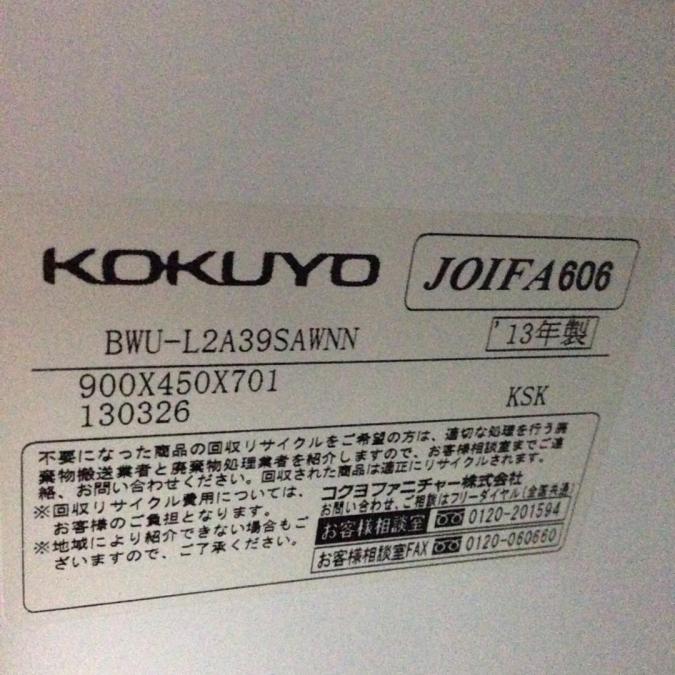 KOKUYO
JOIFA606
BWU-L2A39SAWNN
'13年製
900X450X701
130326
KSK
不要になった商品の回収リサイクルをご希望の方は、適切な処理を行う廃
棄物搬送業者と廃棄物処理業者を紹介しますので、お客様相談室までご連
絡、お問い合わせください。回収された商品は適正にリサイクルされます。
※回収リサイクル費用については、
お客様のご負担となります。
※地域により紹介できない場合もご
ざいますので、ご了承ください。
コクヨファニチャー株式会社
お問い合わせ、ご相談はフリーダイヤル(全国共通)
お客様相談室 0120-201594
お客様相談室FAX 0120-060660